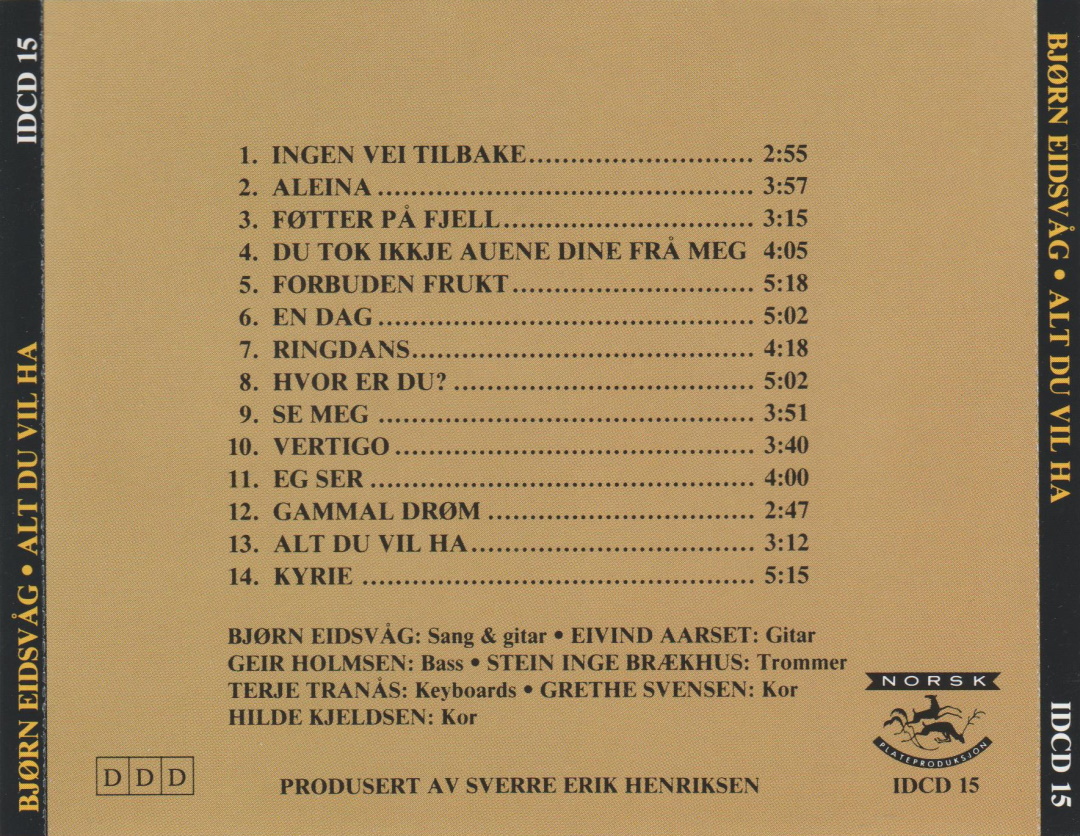 IDCD 15
BJØRN EIDSVÅG • ALT DU VIL HA
1. INGEN VEI TILBAKE............................ 2:55
2. ALEINA .............................................. 3:57
3. FØTTER PÅ FJELL............................... 3:15
4. DU TOK IKKJE AUENE DINE FRÅ MEG 4:05
5. FORBUDEN FRUKT.............................. 5:18
6. EN DAG .............................................. 5:02
7. RINGDANS.......................................... 4:18
8. HVOR ER DU? ..................................... 5:02
9. SE MEG .............................................. 3:51
10. VERTIGO ............................................ 3:40
11. EG SER ............................................... 4:00
12. GAMMAL DRØM ................................. 2:47
13. ALT DU VIL HA................................... 3:12
14. KYRIE ................................................ 5:15
BJØRN EIDSVÅG: Sang & gitar • EIVIND AARSET: Gitar
GEIR HOLMSEN: Bass • STEIN INGE BRÆKHUS: Trommer
TERJE TRANÅS: Keyboards • GRETHE SVENSEN: Kor
HILDE KJELDSEN: Kor
DDD
PRODUSERT AV SVERRE ERIK HENRIKSEN
NORSK
PLATEPRODUKSJON
IDCD 15
BJØRN EIDSVÅG • ALT DU VIL HA
IDCD 15